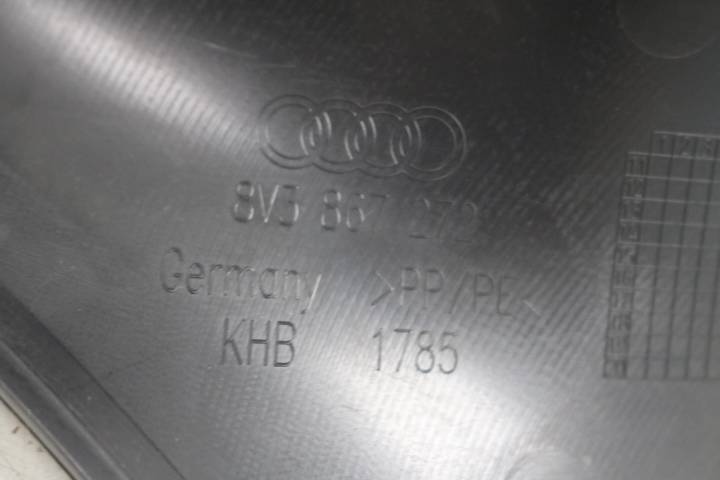 8V3 867 272
Germany >PP/PE<
KHB 1785